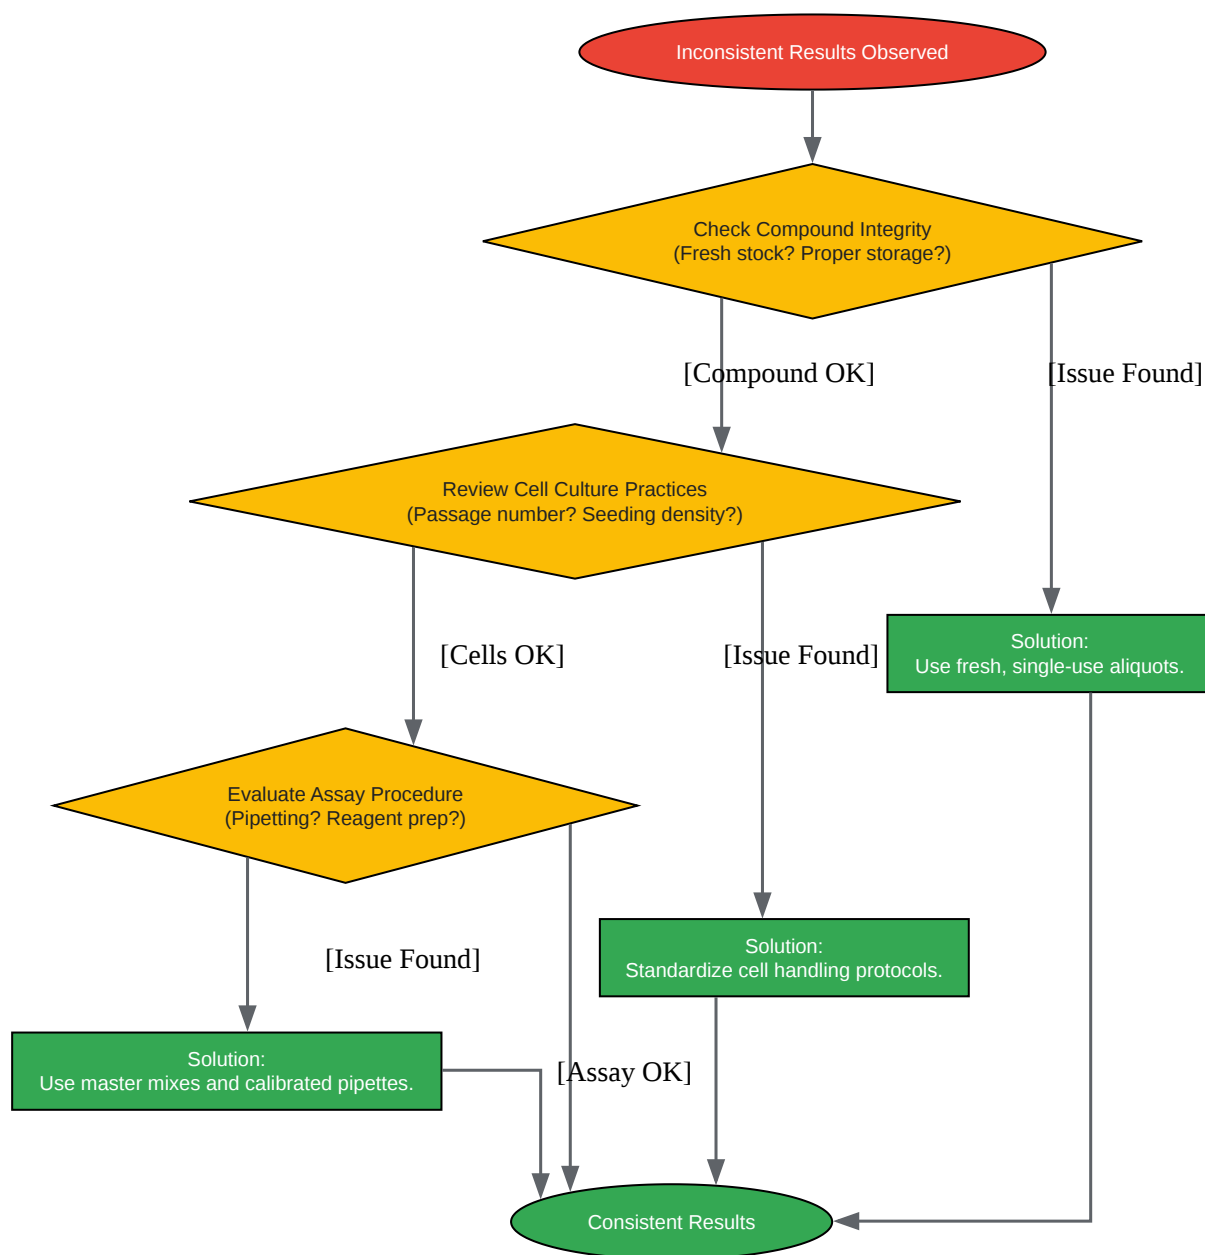 Inconsistent Results Observed
Check Compound Integrity
(Fresh stock? Proper storage?)
[Compound OK]
[Issue Found]
Review Cell Culture Practices
(Passage number? Seeding density?)
[Cells OK]
[Issue Found]
Solution:
Use fresh, single-use aliquots.
Evaluate Assay Procedure
(Pipetting? Reagent prep?)
[Issue Found]
Solution:
Standardize cell handling protocols.
Solution:
Use master mixes and calibrated pipettes.
[Assay OK]
Consistent Results